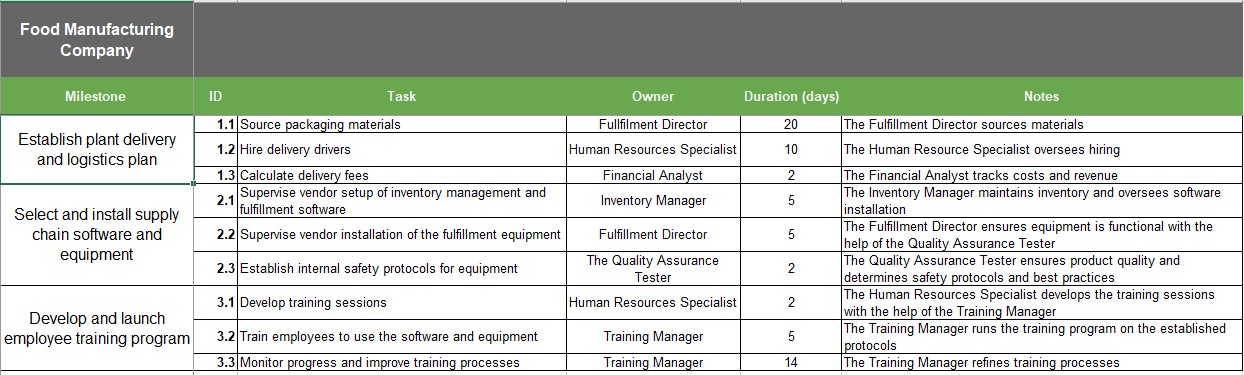 Food Manufacturing
Company
Milestone ID Task Owner Duration (days) Notes
Establish plant delivery
and logistics plan
1.1 Source packaging materials Fullfilment Director 20 The Fulfillment Director sources materials
1.2 Hire delivery drivers Human Resources Specialist 10 The Human Resource Specialist oversees hiring
1.3 Calculate delivery fees Financial Analyst 2 The Financial Analyst tracks costs and revenue
Select and install supply
chain software and
equipment
2.1 Supervise vendor setup of inventory management and
fulfillment software
Inventory Manager 5 The Inventory Manager maintains inventory and oversees software
installation
2.2 Supervise vendor installation of the fulfillment equipment Fulfillment Director 5 The Fulfillment Director ensures equipment is functional with the
help of the Quality Assurance Tester
2.3 Establish internal safety protocols for equipment The Quality Assurance
Tester
2 The Quality Assurance Tester ensures product quality and
determines safety protocols and best practices
Develop and launch
employee training program
3.1 Develop training sessions Human Resources Specialist 2 The Human Resources Specialist develops the training sessions
with the help of the Training Manager
3.2 Train employees to use the software and equipment Training Manager 5 The Training Manager runs the training program on the established
protocols
3.3 Monitor progress and improve training processes Training Manager 14 The Training Manager refines training processes